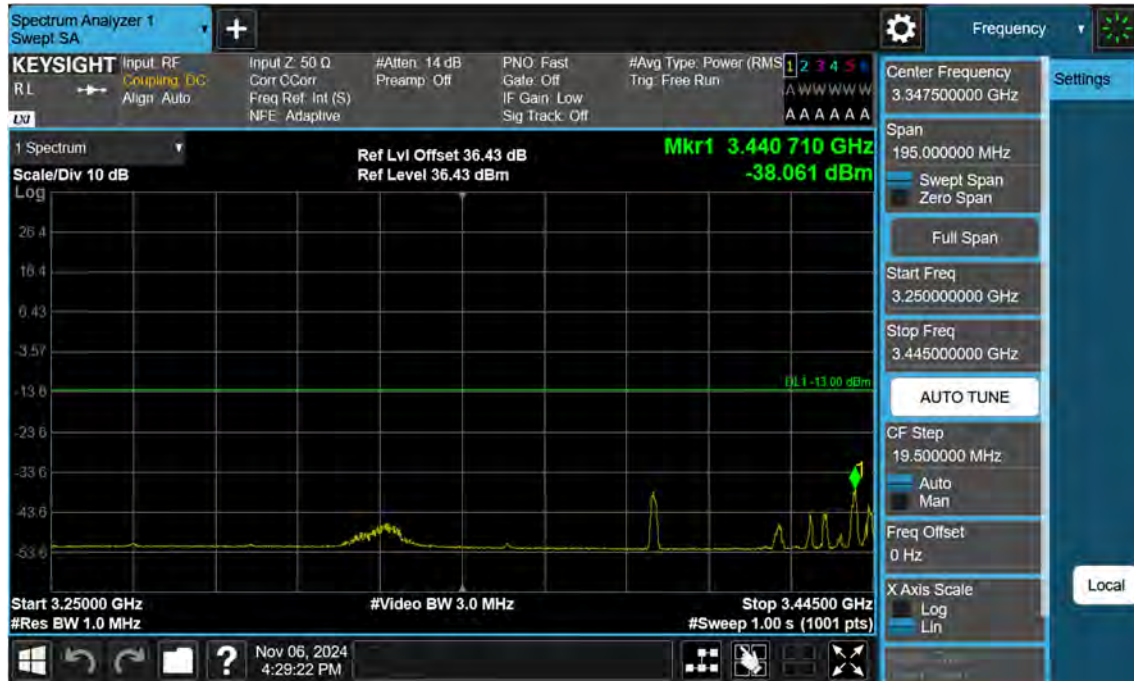 Spectrum Analyzer 1
Swept SA
Frequency
KEYSIGHT
RL
LXI
Input: RF
Coupling: DC
Align: Auto
Input Z: 50 Ω
Corr CCorr
Freq Ref: Int (S)
NFE: Adaptive
#Atten: 14 dB
Preamp: Off
PNO: Fast
Gate: Off
IF Gain: Low
Sig Track: Off
#Avg Type: Power (RMS
Trig: Free Run
1 2 3 4 5 6
A W W W W W
A A A A A A
Center Frequency
3.347500000 GHz
Settings
1 Spectrum
Scale/Div 10 dB
Ref Lvl Offset 36.43 dB
Ref Level 36.43 dBm
Mkr1 3.440 710 GHz
-38.061 dBm
Span
195.000000 MHz
Swept Span
Zero Span
Full Span
Start Freq
3.250000000 GHz
Stop Freq
3.445000000 GHz
AUTO TUNE
CF Step
19.500000 MHz
Auto
Man
Freq Offset
0 Hz
X Axis Scale
Log
Lin
Local
Log
26.4
16.4
6.43
-3.57
-13.6
-23.6
-33.6
-43.6
-53.6
DL1 -13.00 dBm
1
Start 3.25000 GHz
#Res BW 1.0 MHz
#Video BW 3.0 MHz
Stop 3.44500 GHz
#Sweep 1.00 s (1001 pts)
?
Nov 06, 2024
4:29:22 PM